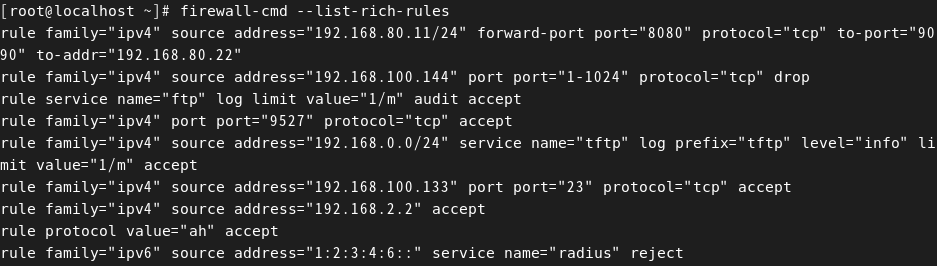 [root@localhost ~]# firewall-cmd --list-rich-rules
rule family="ipv4" source address="192.168.80.11/24" forward-port port="8080" protocol="tcp" to-port="90
90" to-addr="192.168.80.22"
rule family="ipv4" source address="192.168.100.144" port port="1-1024" protocol="tcp" drop
rule service name="ftp" log limit value="1/m" audit accept
rule family="ipv4" port port="9527" protocol="tcp" accept
rule family="ipv4" source address="192.168.0.0/24" service name="tftp" log prefix="tftp" level="info" li
mit value="1/m" accept
rule family="ipv4" source address="192.168.100.133" port port="23" protocol="tcp" accept
rule family="ipv4" source address="192.168.2.2" accept
rule protocol value="ah" accept
rule family="ipv6" source address="1:2:3:4:6::" service name="radius" reject